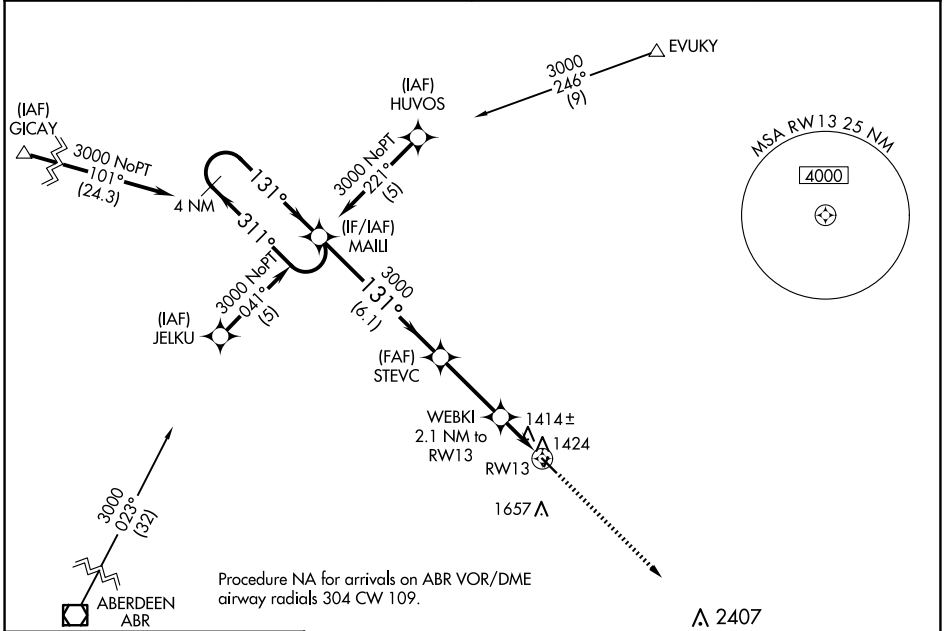 EVUKY
3000
246°
(9)
(IAF)
HUVOS
(IAF)
GICAY
3000 NoPT
101°
(24.3)
4 NM
131°
311°
3000 NoPT
221°
(5)
(IF/IAF)
MAILI
MSA RW13 25 NM
4000
3000 NoPT
041°
(5)
(IAF)
JELKU
3000
131°
(6.1)
(FAF)
STEVC
WEBKI
2.1 NM to
RW13
1414±
1424
RW13
1657
3000
023°
(32)
ABERDEEN
ABR
Procedure NA for arrivals on ABR VOR/DME
airway radials 304 CW 109.
2407